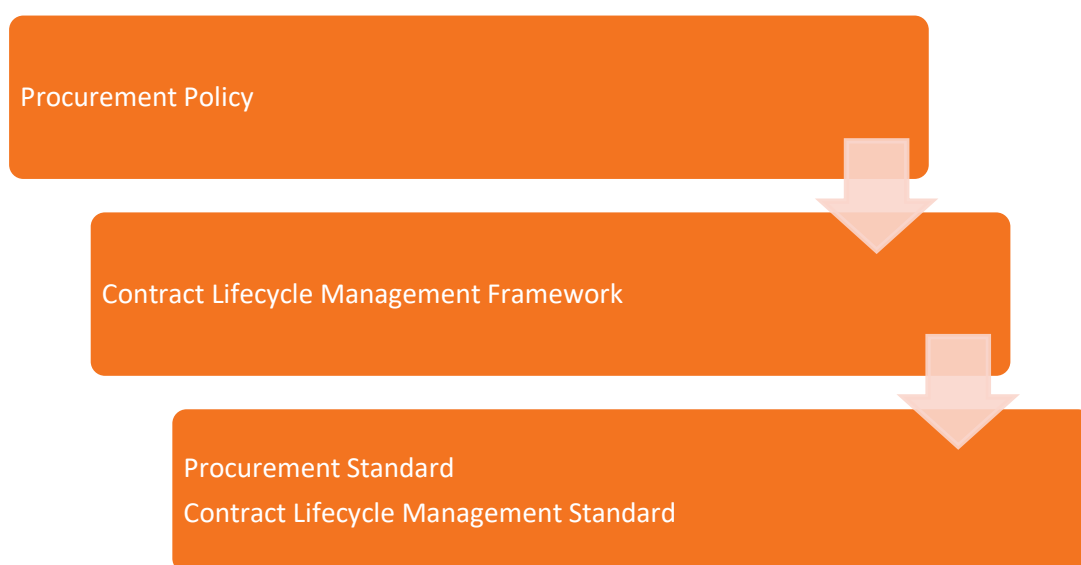 Procurement Policy
Contract Lifecycle Management Framework
Procurement Standard
Contract Lifecycle Management Standard